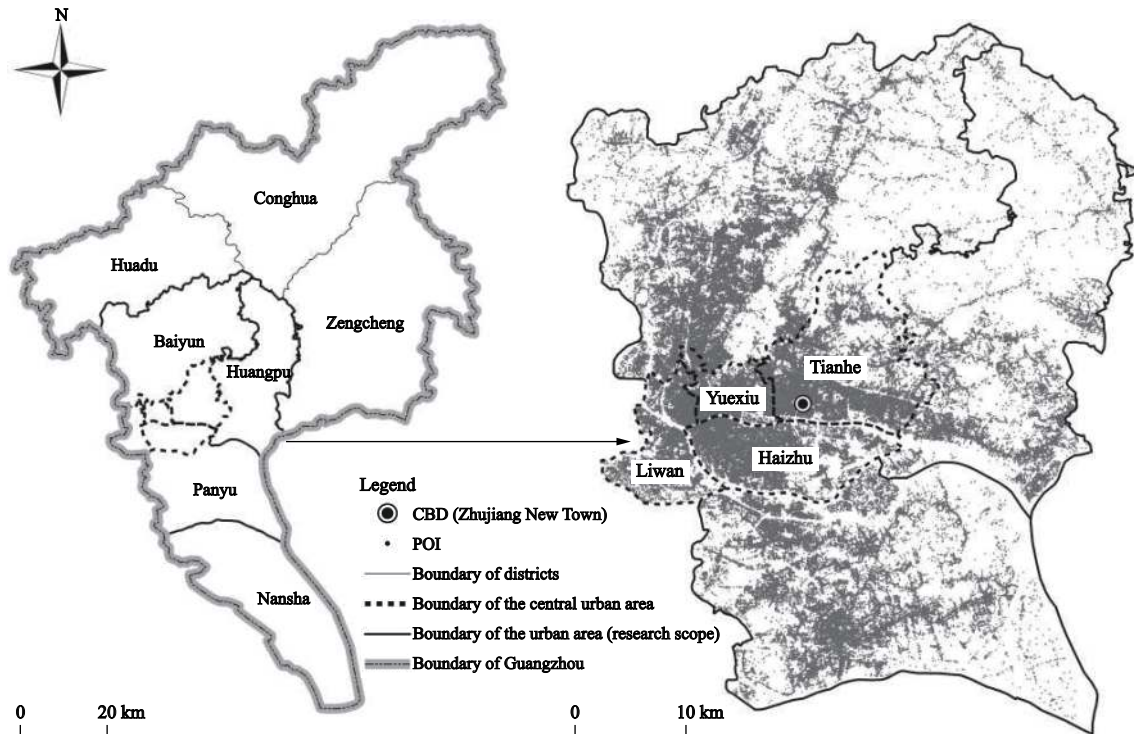 N
Conghua
Huadu
Zengcheng
Baiyun
Huangpu
Panyu
Nansha
Tianhe
Yuexiu
Haizhu
Liwan
Legend
CBD (Zhujiang New Town)
POI
Boundary of districts
Boundary of the central urban area
Boundary of the urban area (research scope)
Boundary of Guangzhou
0 20 km
0 10 km